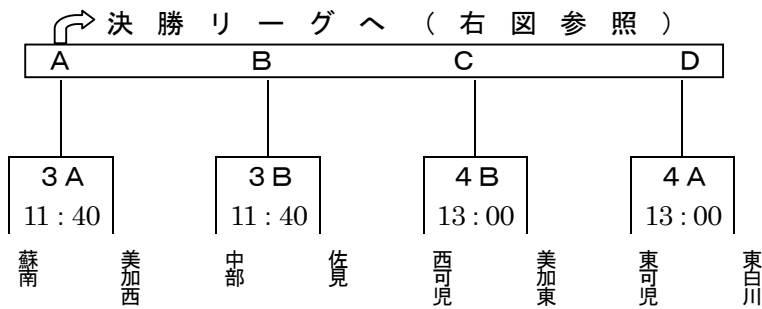 決勝リーグへ(右図参照)
A B C D
3A 3B 4B 4A
11:40 11:40 13:00 13:00
蘇南 美加西 中部 佐見 西可児 美加東 東可児 東白川